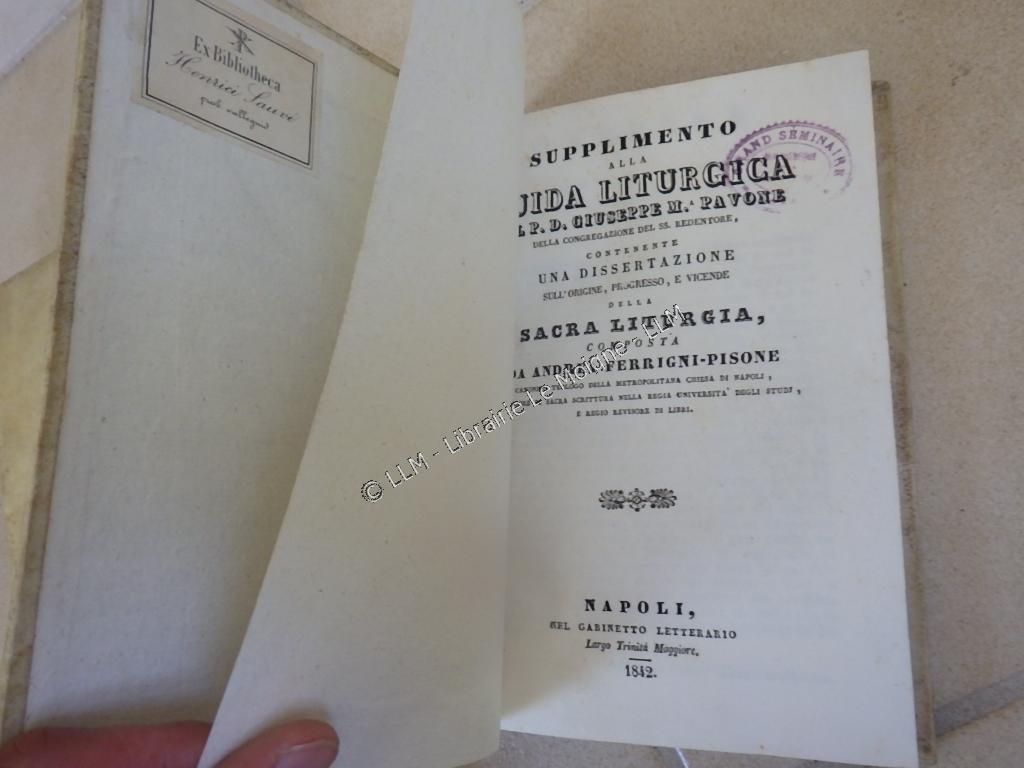 Ex Bibliotheca
Henrici Sauvé
SUPPLIMENTO
ALLA
UIDA LITURGICA
L P. D. GIUSEPPE M.A PAVONE
DELLA CONGREGAZIONE DEL SS. REDENTORE,
CONTENENTE
UNA DISSERTAZIONE
SULL'ORIGINE, PROGRESSO, E VICENDE
DELLA
SACRA LITURGIA,
COMPOSTA
DA ANDREA FERRIGNI-PISONE
CANONICO TEOLOGO DELLA METROPOLITANA CHIESA DI NAPOLI,
SACRA SCRITTURA NELLA REGIA UNIVERSITA' DEGLI STUDJ,
E REGIO REVISORE DI LIBRI.
NAPOLI,
NEL GABINETTO LETTERARIO
Largo Trinità Maggiore.
1842.
AND SÉMINAIRE
© LLM - Librairie Le Moigne - LLM